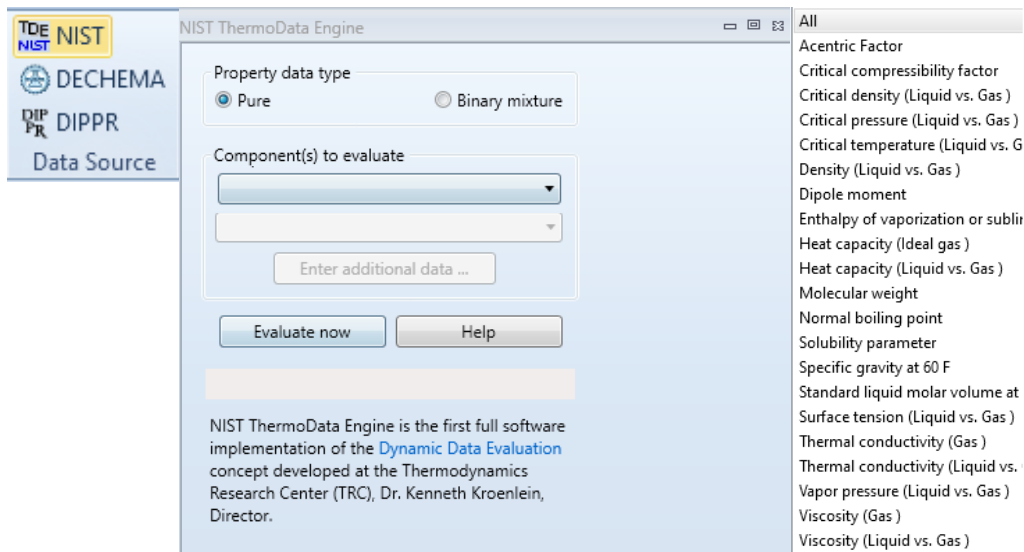 TDE
NIST NIST
DECHEMA
DIP
PR DIPPR
Data Source
NIST ThermoData Engine
Property data type
Pure
Binary mixture
Component(s) to evaluate
Enter additional data ...
Evaluate now
Help
NIST ThermoData Engine is the first full software
implementation of the Dynamic Data Evaluation
concept developed at the Thermodynamics
Research Center (TRC), Dr. Kenneth Kroenlein,
Director.
All
Acentric Factor
Critical compressibility factor
Critical density (Liquid vs. Gas )
Critical pressure (Liquid vs. Gas )
Critical temperature (Liquid vs. G
Density (Liquid vs. Gas )
Dipole moment
Enthalpy of vaporization or subli
Heat capacity (Ideal gas )
Heat capacity (Liquid vs. Gas )
Molecular weight
Normal boiling point
Solubility parameter
Specific gravity at 60 F
Standard liquid molar volume at
Surface tension (Liquid vs. Gas )
Thermal conductivity (Gas )
Thermal conductivity (Liquid vs.
Vapor pressure (Liquid vs. Gas )
Viscosity (Gas )
Viscosity (Liquid vs. Gas )